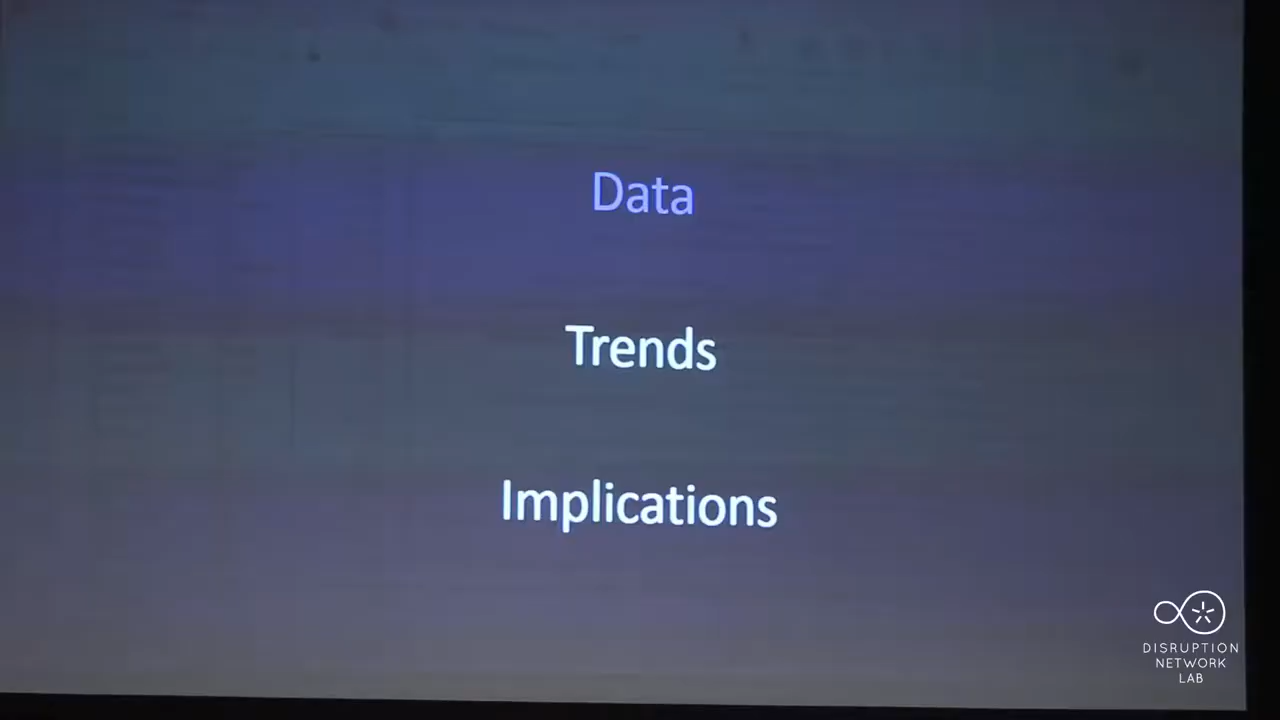 Data
Trends
Implications
DISRUPTION
NETWORK
LAB